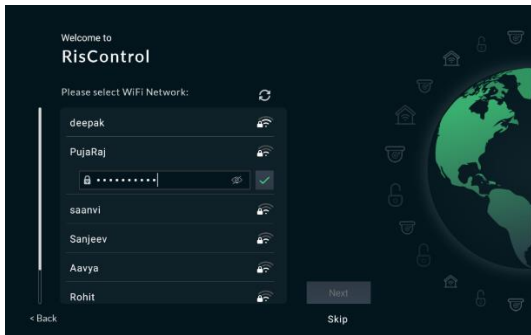 Welcome to
RisControl
Please select WiFi Network:
deepak
PujaRaj
••••••••••
saanvi
Sanjeev
Aavya
Rohit
Next
< Back
Skip